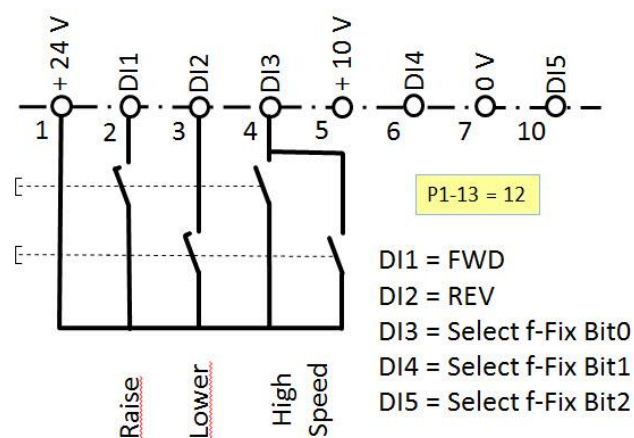 + 24 V
DI1
DI2
DI3
+ 10 V
DI4
0 V
DI5
1
2
3
4
5
6
7
10
P1-13 = 12
DI1 = FWD
DI2 = REV
DI3 = Select f-Fix Bit0
DI4 = Select f-Fix Bit1
DI5 = Select f-Fix Bit2
Raise
Lower
High
Speed